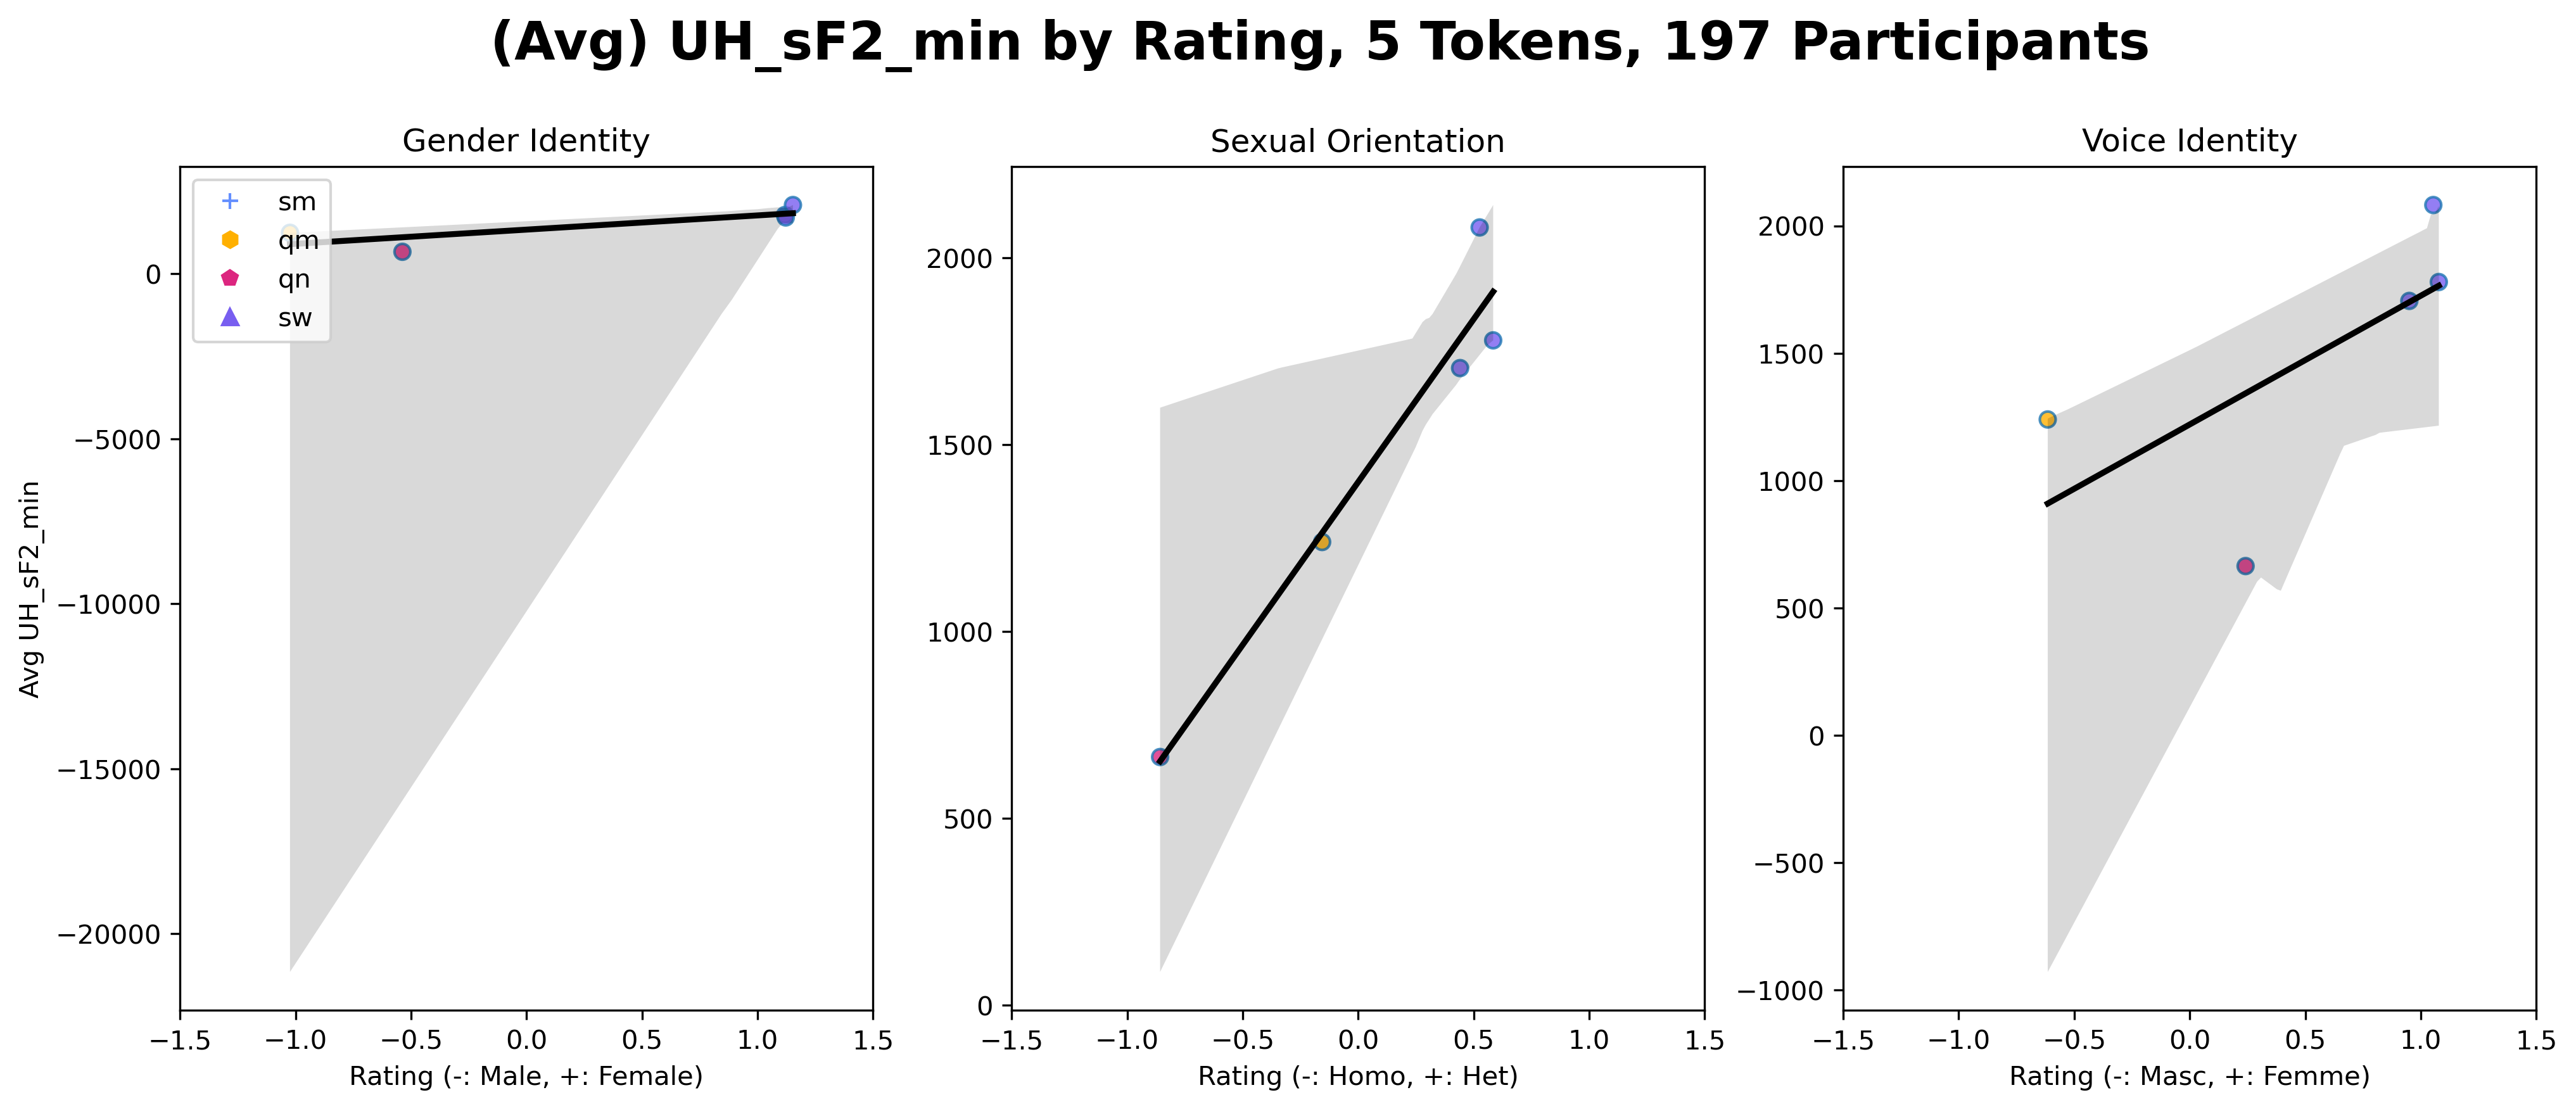 (Avg) UH_sF2_min by Rating, 5 Tokens, 197 Participants
Gender Identity
sm
qm
qn
sw
0
−5000
−10000
−15000
−20000
Avg UH_sF2_min
−1.5 −1.0 −0.5 0.0 0.5 1.0 1.5
Rating (-: Male, +: Female)
Sexual Orientation
2000
1500
1000
500
0
−1.5 −1.0 −0.5 0.0 0.5 1.0 1.5
Rating (-: Homo, +: Het)
Voice Identity
2000
1500
1000
500
0
−500
−1000
−1.5 −1.0 −0.5 0.0 0.5 1.0 1.5
Rating (-: Masc, +: Femme)